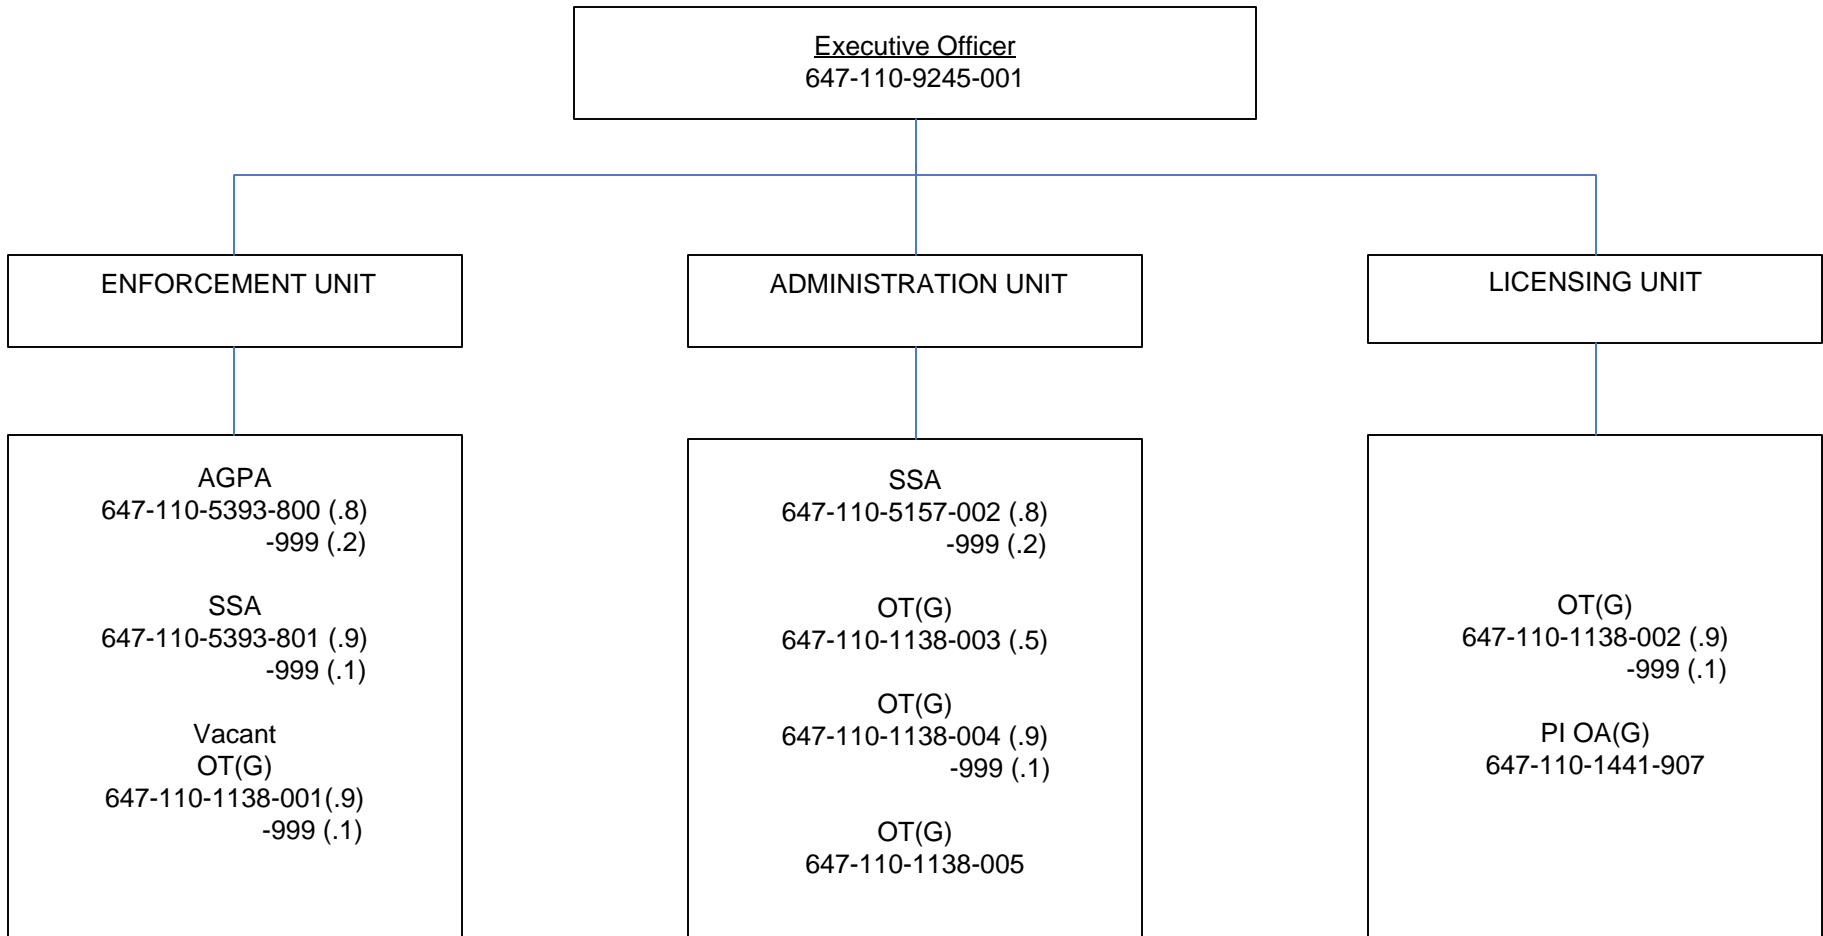 Executive Officer
647-110-9245-001
ENFORCEMENT UNIT
AGPA
647-110-5393-800 (.8)
-999 (.2)
SSA
647-110-5393-801 (.9)
-999 (.1)
Vacant
OT(G)
647-110-1138-001(.9)
-999 (.1)
ADMINISTRATION UNIT
SSA
647-110-5157-002 (.8)
-999 (.2)
OT(G)
647-110-1138-003 (.5)
OT(G)
647-110-1138-004 (.9)
-999 (.1)
OT(G)
647-110-1138-005
LICENSING UNIT
OT(G)
647-110-1138-002 (.9)
-999 (.1)
PI OA(G)
647-110-1441-907